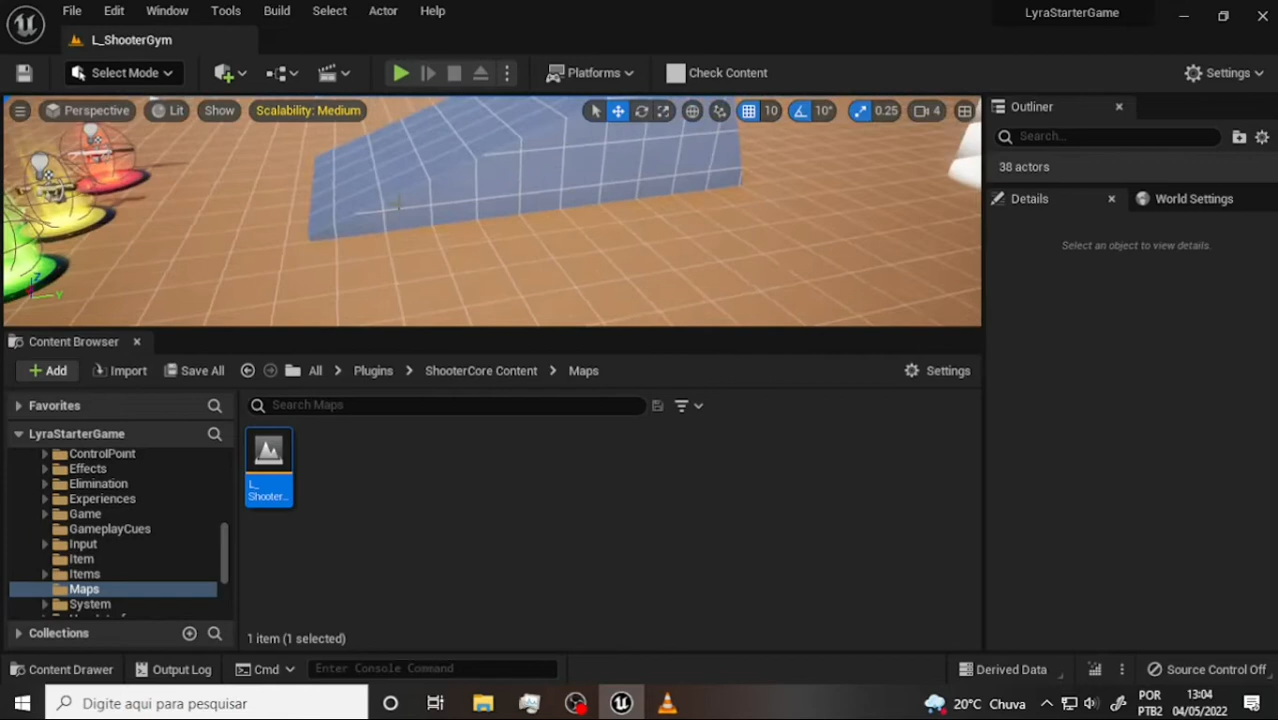 File Edit Window Tools Build Select Actor Help
LyraStarterGame
L_ShooterGym
Select Mode
Platforms
Check Content
Settings
Perspective
Lit
Show
Scalability: Medium
10
10°
0.25
4
Outliner
Search...
38 actors
Details
World Settings
Select an object to view details.
Content Browser
Add
Import
Save All
All
Plugins
ShooterCore Content
Maps
Settings
Favorites
Search Maps
LyraStarterGame
ControlPoint
Effects
Elimination
Experiences
Game
GameplayCues
Input
Item
Items
Maps
System
L_
Shooter...
Collections
1 item (1 selected)
Content Drawer
Output Log
Cmd
Enter Console Command
Derived Data
Source Control Off
Digite aqui para pesquisar
20°C Chuva
POR
PTB2
13:04
04/05/2022